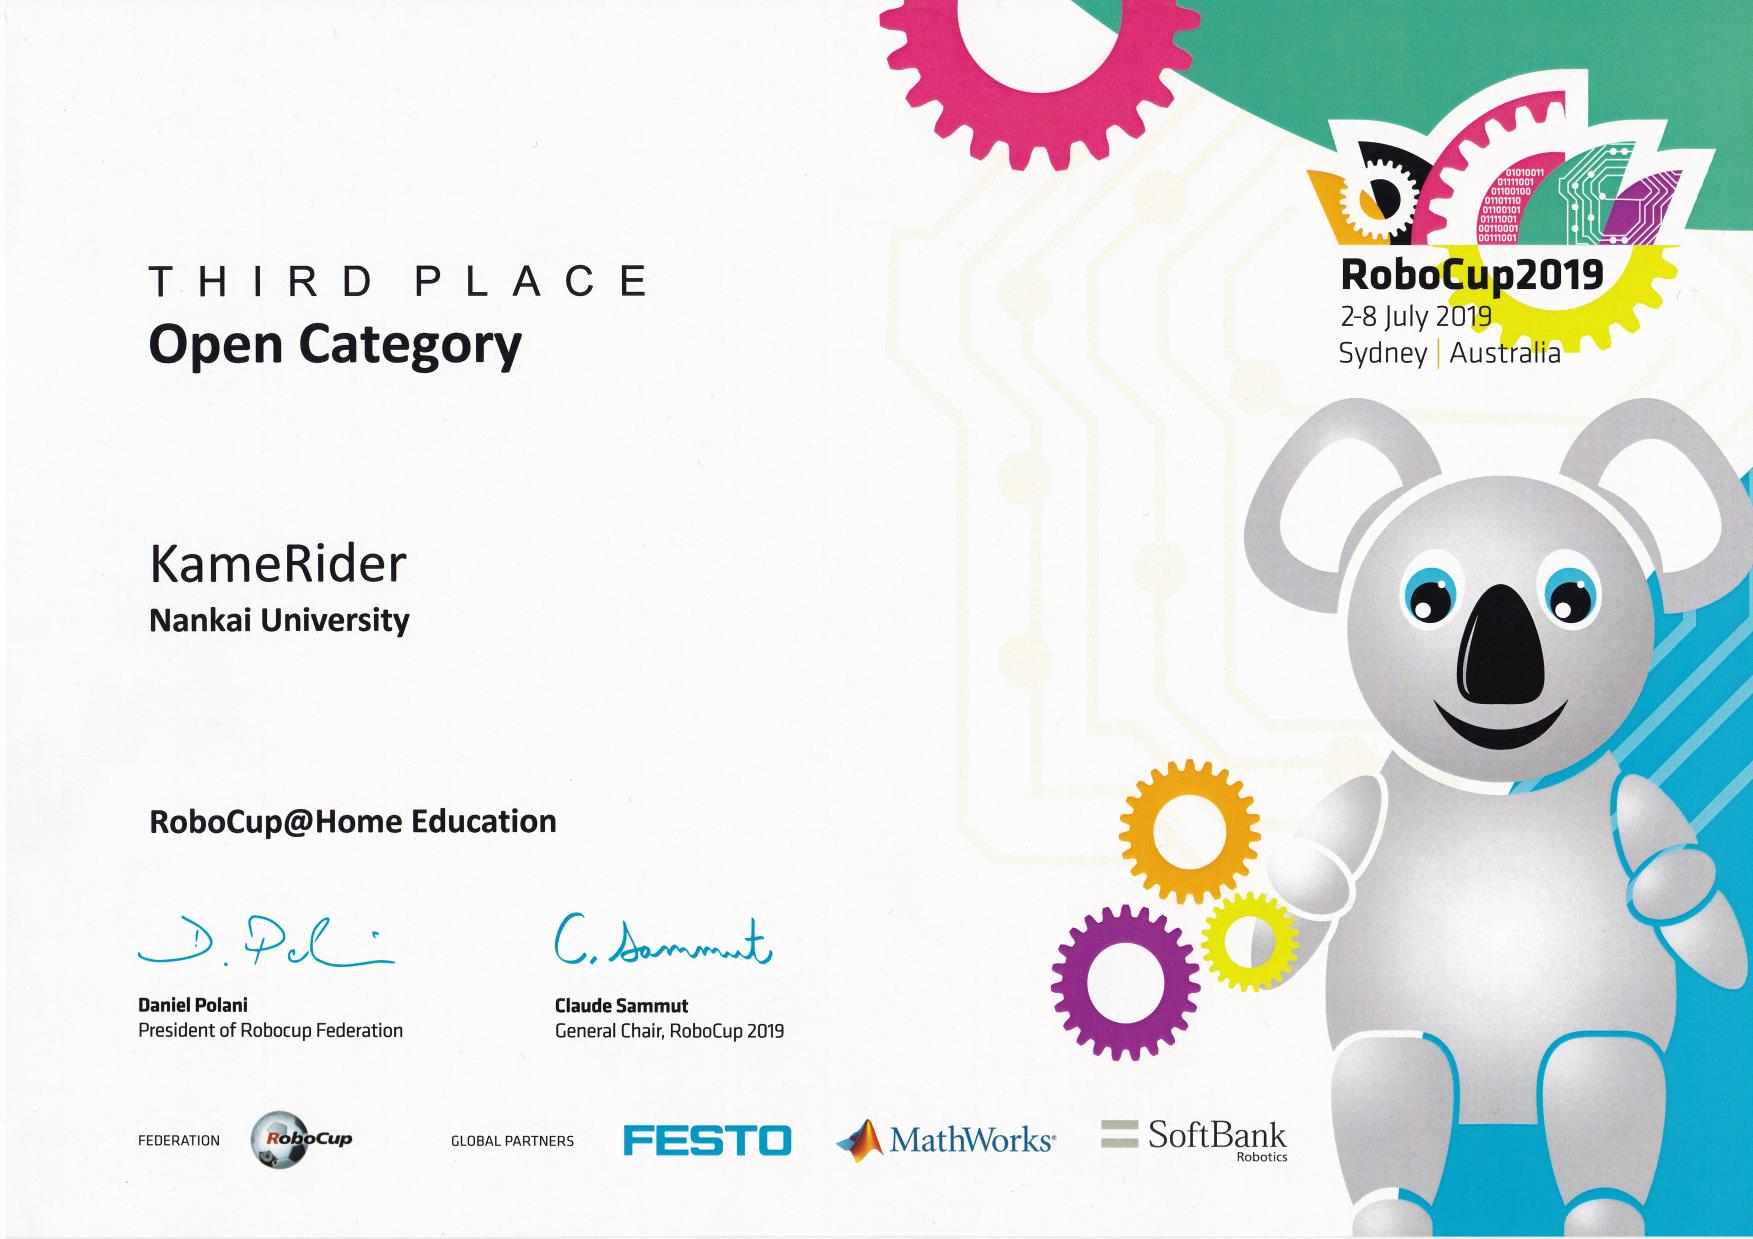 THIRD PLACE
Open Category
KameRider
Nankai University
RoboCup@Home Education
D. Polani
C. Sammut
Daniel Polani
President of Robocup Federation
Claude Sammut
General Chair, RoboCup 2019
FEDERATION
RoboCup
GLOBAL PARTNERS
FESTO
MathWorks®
SoftBank
Robotics
01010011
01111001
01100100
01101110
01100101
01111001
00110001
00111001
RoboCup2019
2-8 July 2019
Sydney | Australia